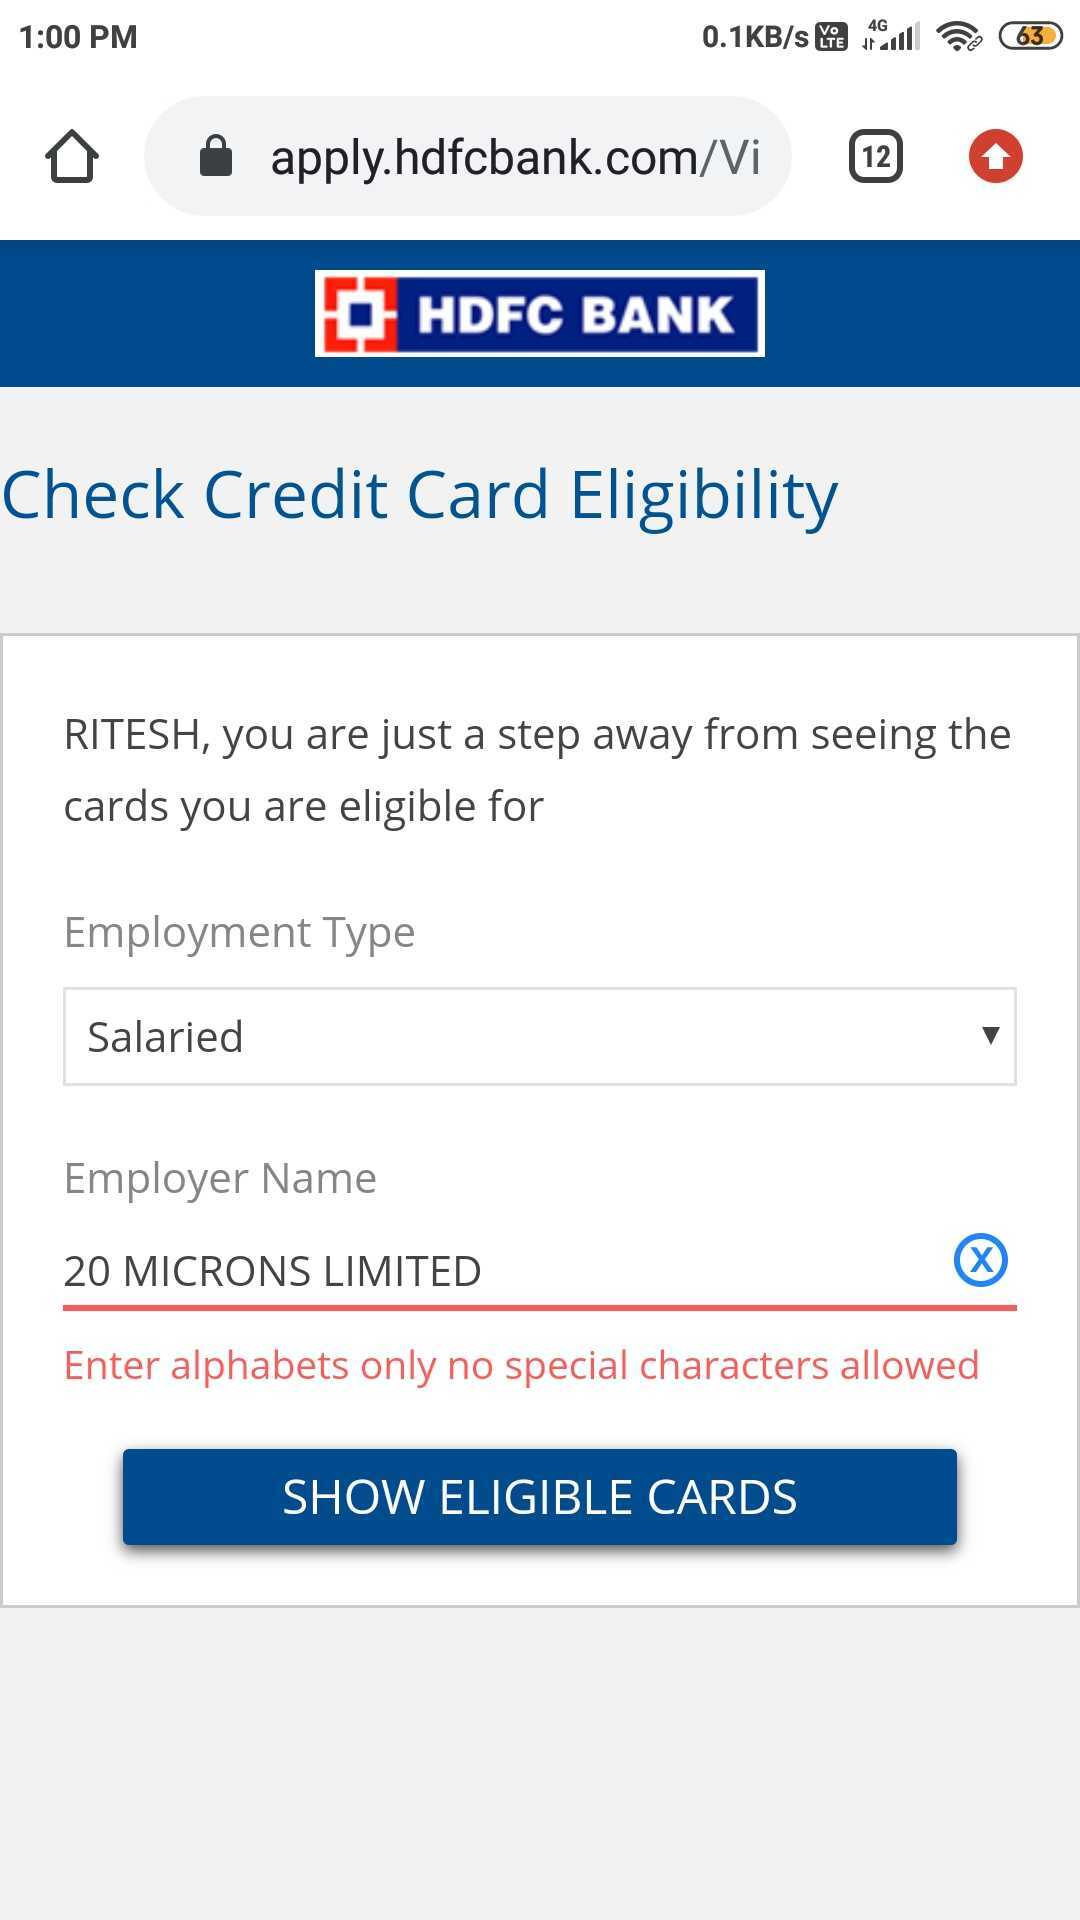 1:00 PM
0.1KB/s
Vo LTE
4G
63
apply.hdfcbank.com/Vi
12
HDFC BANK
Check Credit Card Eligibility
RITESH, you are just a step away from seeing the
cards you are eligible for
Employment Type
Salaried
Employer Name
20 MICRONS LIMITED
X
Enter alphabets only no special characters allowed
SHOW ELIGIBLE CARDS